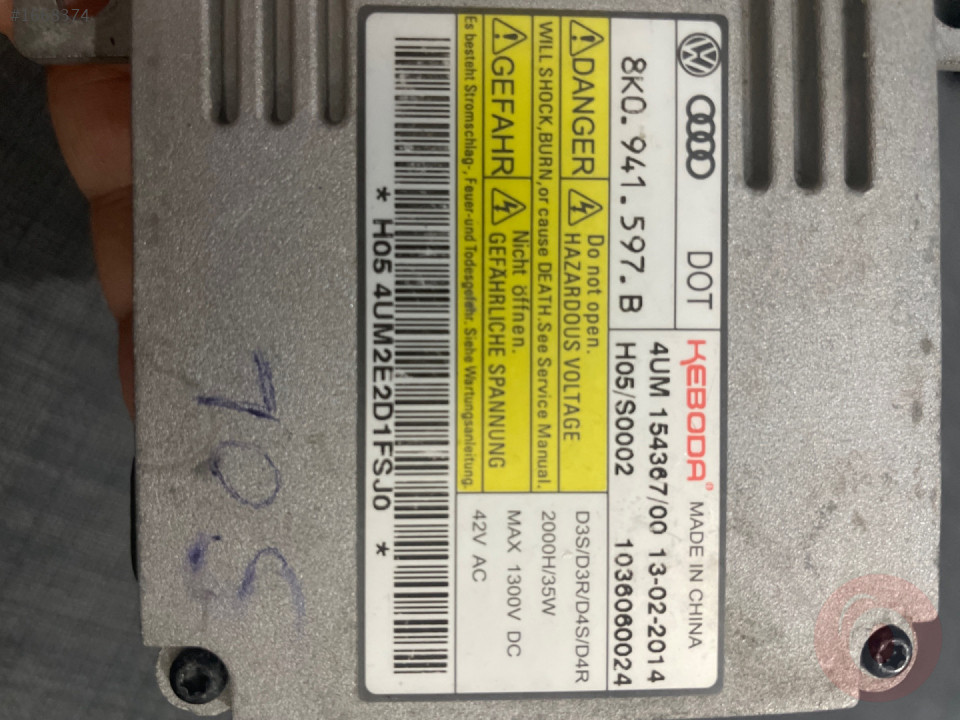 DOT
KEBODA® MADE IN CHINA
8K0.941.597.B
4UM 154367/00 13-02-2014
H05/S0002 1036060024
DANGER
Do not open.
HAZARDOUS VOLTAGE
WILL SHOCK,BURN,or cause DEATH.See Service Manual.
GEFAHR
Nicht öffnen.
GEFÄHRLICHE SPANNUNG
Es besteht Stromschlag-, Feuer-und Todesgefahr. Siehe Wartungsanleitung.
D3S/D3R/D4S/D4R
2000H/35W
MAX 1300V DC
42V AC
* H05 4UM2E2D1FSJ0 *